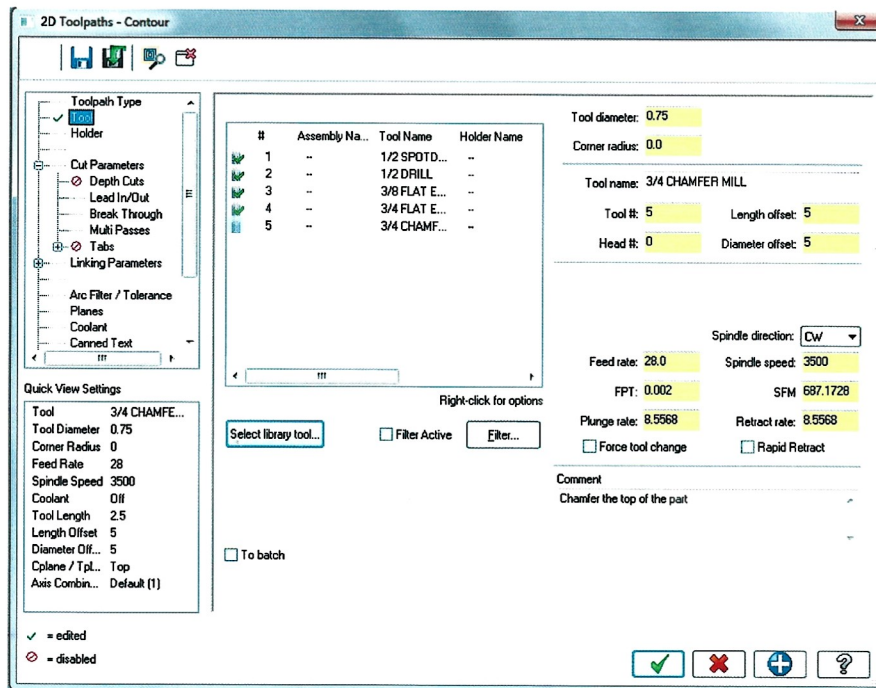 2D Toolpaths - Contour
Toolpath Type
Tool
Holder
Cut Parameters
Depth Cuts
Lead In/Out
Break Through
Multi Passes
Tabs
Linking Parameters
Arc Filter / Tolerance
Planes
Coolant
Canned Text
Quick View Settings
Tool 3/4 CHAMFE...
Tool Diameter 0.75
Corner Radius 0
Feed Rate 28
Spindle Speed 3500
Coolant Off
Tool Length 2.5
Length Offset 5
Diameter Off... 5
Cplane / Tpl... Top
Axis Combin... Default (1)
✓ = edited
= disabled
# Assembly Na... Tool Name Holder Name
1 -- 1/2 SPOTD... --
2 -- 1/2 DRILL --
3 -- 3/8 FLAT E... --
4 -- 3/4 FLAT E... --
5 -- 3/4 CHAMF... --
Right-click for options
Select library tool... Filter Active Filter...
To batch
Tool diameter: 0.75
Corner radius: 0.0
Tool name: 3/4 CHAMFER MILL
Tool #: 5 Length offset: 5
Head #: 0 Diameter offset: 5
Spindle direction: CW
Feed rate: 28.0 Spindle speed: 3500
FPT: 0.002 SFM 687.1728
Plunge rate: 8.5568 Retract rate: 8.5568
Force tool change Rapid Retract
Comment
Chamfer the top of the part
?